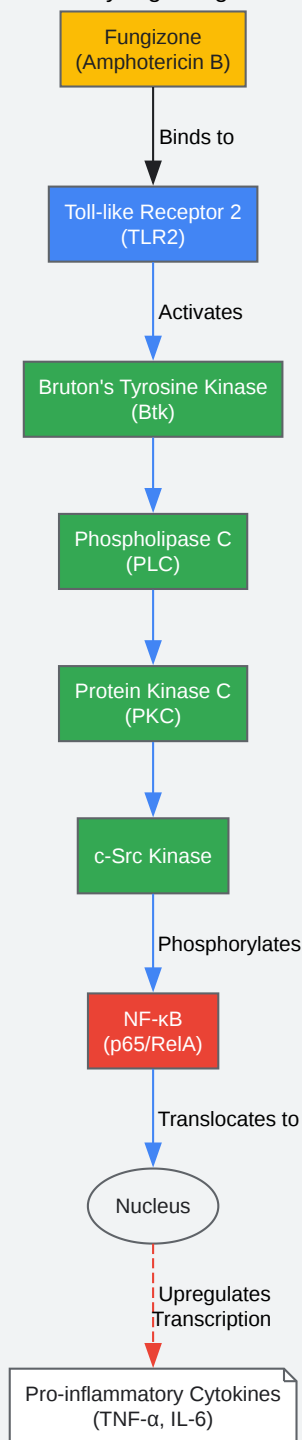 Fungizone
(Amphotericin B)
Binds to
Toll-like Receptor 2
(TLR2)
Activates
Bruton's Tyrosine Kinase
(Btk)
Phospholipase C
(PLC)
Protein Kinase C
(PKC)
c-Src Kinase
Phosphorylates
NF-κB
(p65/RelA)
Translocates to
Nucleus
Upregulates
Transcription
Pro-inflammatory Cytokines
(TNF-α, IL-6)